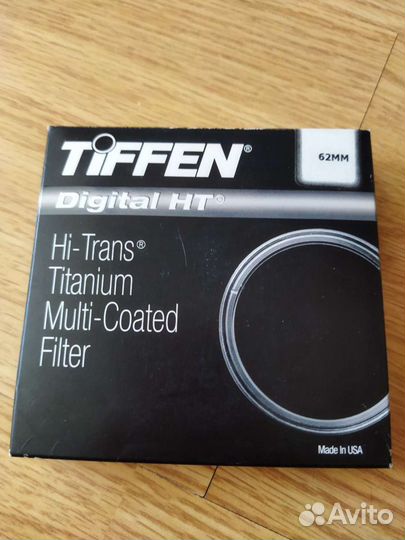 TiFFEN®
62MM
Digital HT®
Hi-Trans®
Titanium
Multi-Coated
Filter
Made In USA
Avito